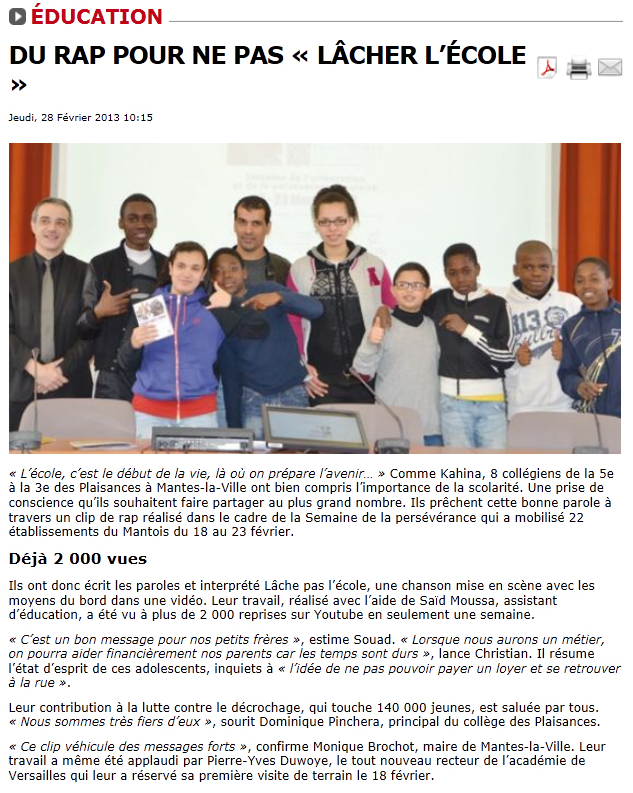 ÉDUCATION
DU RAP POUR NE PAS « LÂCHER L’ÉCOLE
»
Jeudi, 28 Février 2013 10:15
« L’école, c’est le début de la vie, là où on prépare l’avenir… » Comme Kahina, 8 collégiens de la 5e
à la 3e des Plaisances à Mantes-la-Ville ont bien compris l’importance de la scolarité. Une prise de
conscience qu’ils souhaitent faire partager au plus grand nombre. Ils prêchent cette bonne parole à
travers un clip de rap réalisé dans le cadre de la Semaine de la persévérance qui a mobilisé 22
établissements du Mantois du 18 au 23 février.
Déjà 2 000 vues
Ils ont donc écrit les paroles et interprété Lâche pas l’école, une chanson mise en scène avec les
moyens du bord dans une vidéo. Leur travail, réalisé avec l’aide de Saïd Moussa, assistant
d’éducation, a été vu à plus de 2 000 reprises sur Youtube en seulement une semaine.
« C’est un bon message pour nos petits frères », estime Souad. « Lorsque nous aurons un métier,
on pourra aider financièrement nos parents car les temps sont durs », lance Christian. Il résume
l’état d’esprit de ces adolescents, inquiets à « l’idée de ne pas pouvoir payer un loyer et se retrouver
à la rue ».
Leur contribution à la lutte contre le décrochage, qui touche 140 000 jeunes, est saluée par tous.
« Nous sommes très fiers d’eux », sourit Dominique Pinchera, principal du collège des Plaisances.
« Ce clip véhicule des messages forts », confirme Monique Brochot, maire de Mantes-la-Ville. Leur
travail a même été applaudi par Pierre-Yves Duwoye, le tout nouveau recteur de l’académie de
Versailles qui leur a réservé sa première visite de terrain le 18 février.